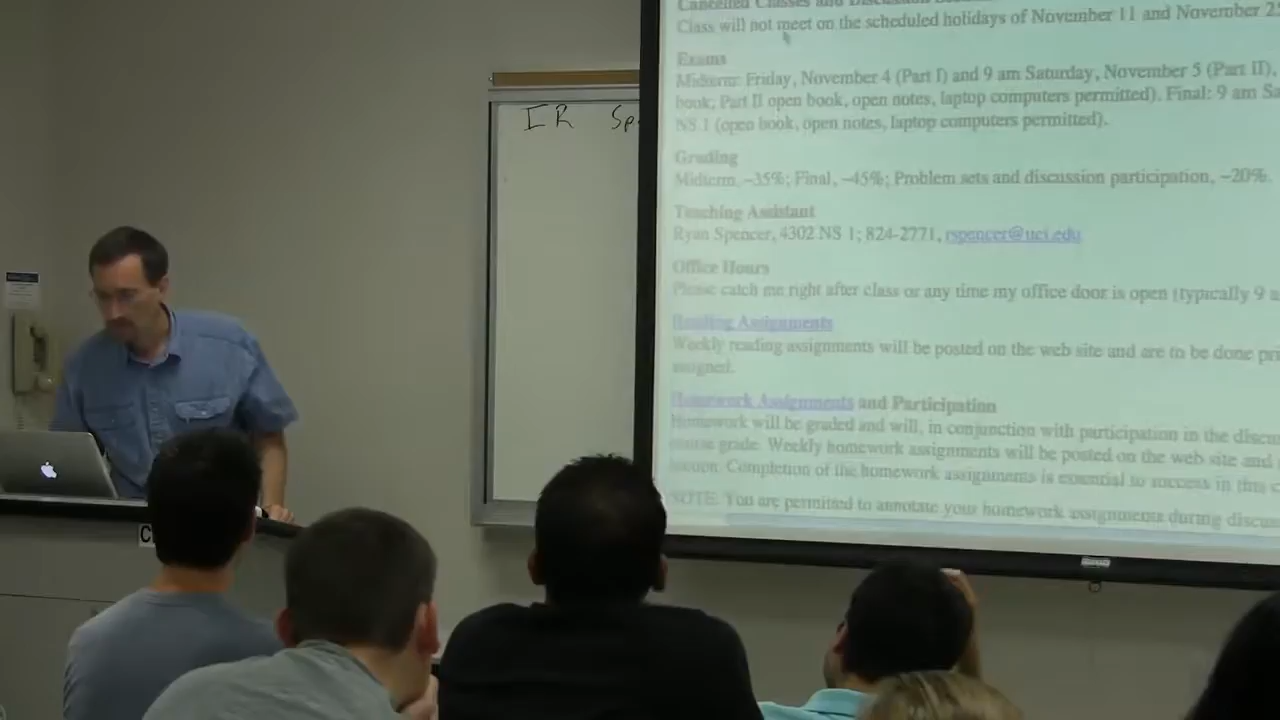 Cancelled Classes and Discussion
Class will not meet on the scheduled holidays of November 11 and November
Exams
Midterm: Friday, November 4 (Part I) and 9 am Saturday, November 5 (Part II),
book, Part II open book, open notes, laptop computers permitted). Final: 9 am
NS 1 (open book, open notes, laptop computers permitted).
Grading
Midterm, ~35%; Final, ~45%; Problem sets and discussion participation, ~20%.
Teaching Assistant
Ryan Spencer, 4302 NS 1; 824-2771, rspencer@uci.edu
Office Hours
Please catch me right after class or any time my office door is open (typically 9
Reading Assignments
Weekly reading assignments will be posted on the web site and are to be done
assigned.
Homework Assignments and Participation
Homework will be graded and will, in conjunction with participation in the
course grade. Weekly homework assignments will be posted on the web site and
Completion of the homework assignments is essential to success in this
NOTE: You are permitted to annotate your homework assignments during
IR Sp
C